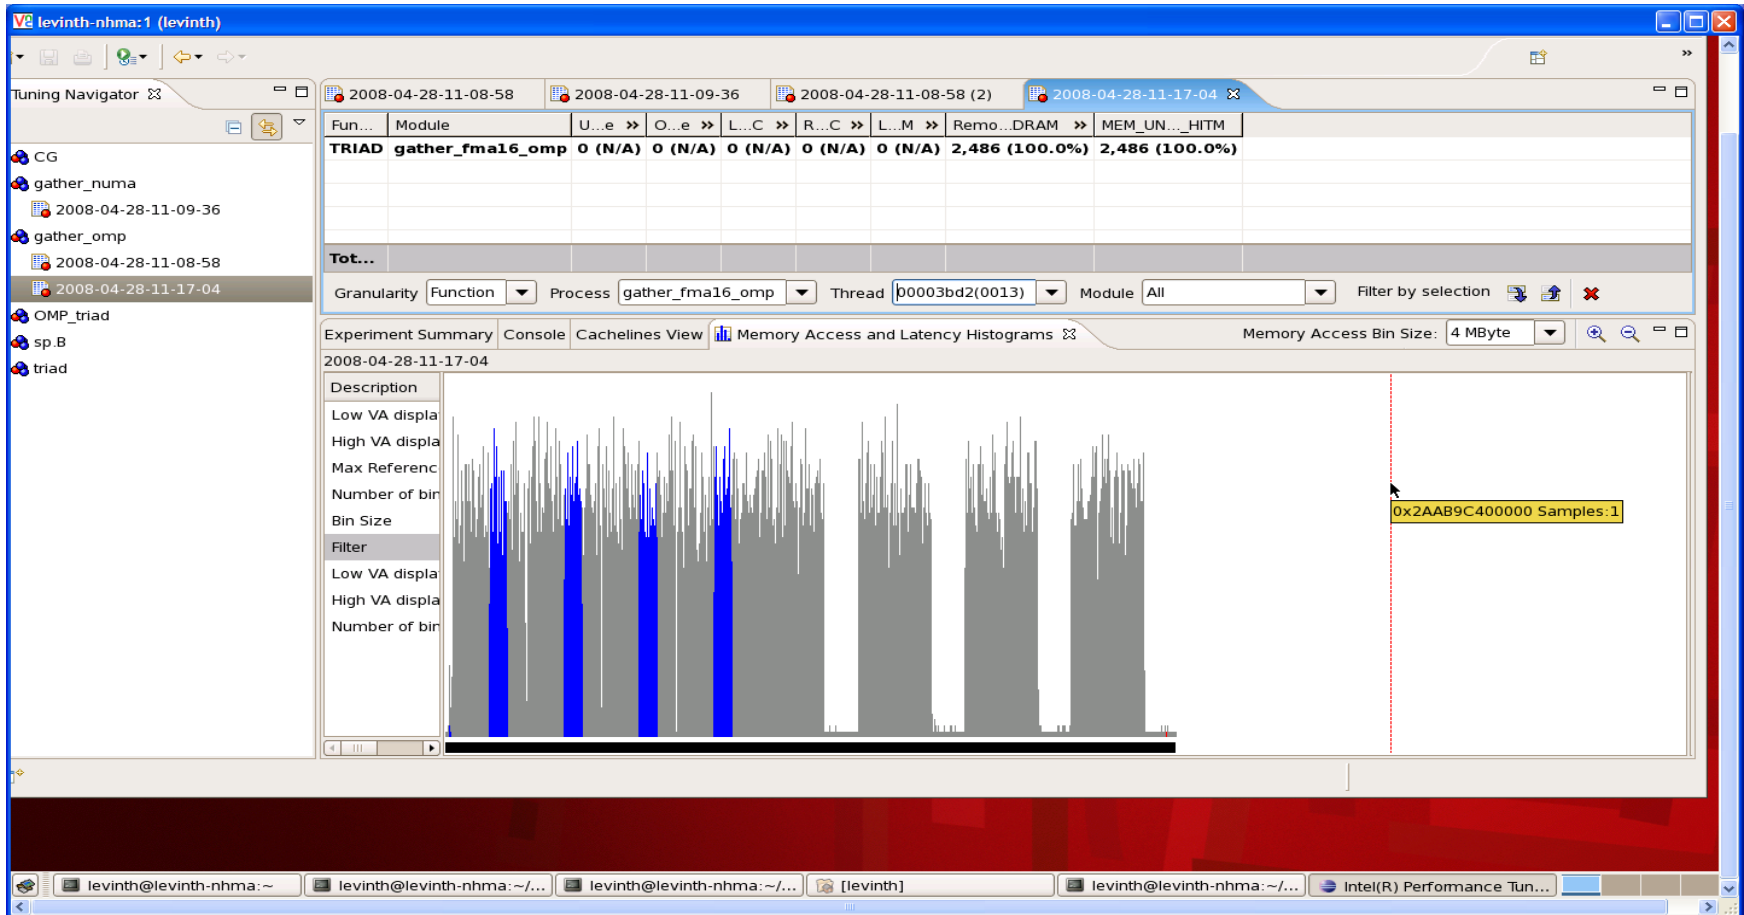 levinth-nhma:1 (levinth)
Tuning Navigator
CG
gather_numa
2008-04-28-11-09-36
gather_omp
2008-04-28-11-08-58
2008-04-28-11-17-04
OMP_triad
sp.B
triad
2008-04-28-11-08-58
2008-04-28-11-09-36
2008-04-28-11-08-58 (2)
2008-04-28-11-17-04
Fun... Module U...e » O...e » L...C » R...C » L...M » Remo...DRAM » MEM_UN..._HITM
TRIAD gather_fma16_omp 0 (N/A) 0 (N/A) 0 (N/A) 0 (N/A) 0 (N/A) 2,486 (100.0%) 2,486 (100.0%)
Tot...
Granularity Function Process gather_fma16_omp Thread 00003bd2(0013) Module All Filter by selection
Experiment Summary Console Cachelines View Memory Access and Latency Histograms Memory Access Bin Size: 4 MByte
2008-04-28-11-17-04
Description
Low VA displa
High VA displa
Max Referenc
Number of bin
Bin Size
Filter
Low VA displa
High VA displa
Number of bin
0x2AAB9C400000 Samples:1
levinth@levinth-nhma:~
levinth@levinth-nhma:~/...
levinth@levinth-nhma:~/...
[levinth]
levinth@levinth-nhma:~/...
Intel(R) Performance Tun...